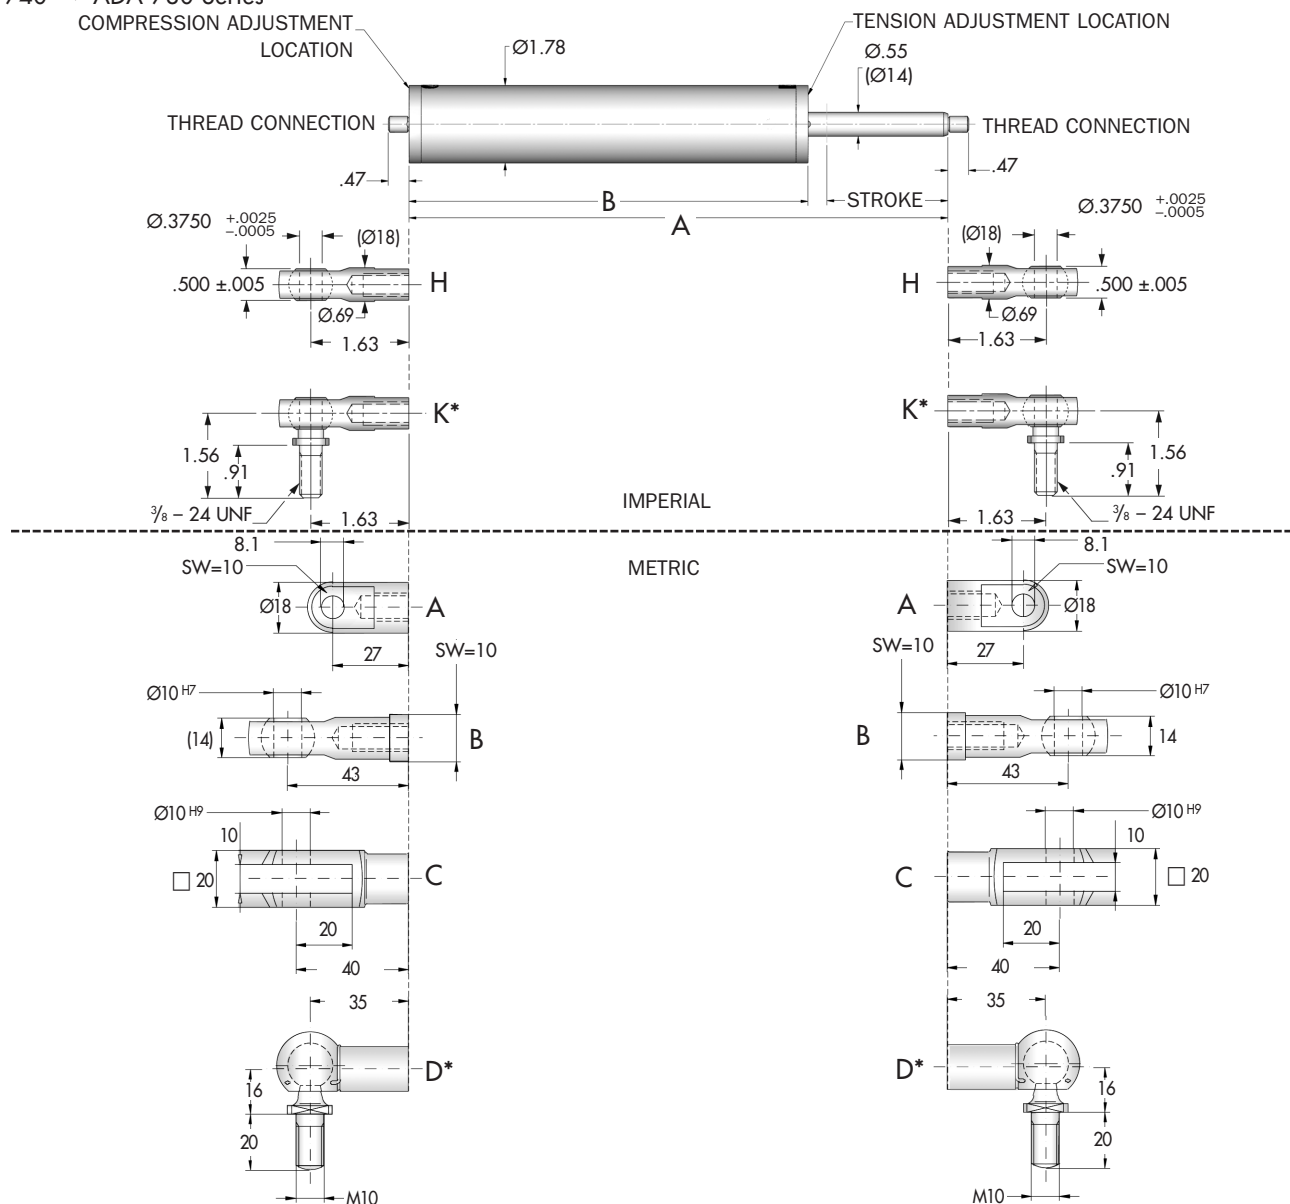 ADA 780 Series
COMPRESSION ADJUSTMENT
LOCATION
TENSION ADJUSTMENT LOCATION
Ø1.78
Ø.55
(Ø14)
THREAD CONNECTION
THREAD CONNECTION
.47
.47
B
STROKE
A
Ø.3750 +.0025
-.0005
(Ø18)
H
.500 ±.005
Ø.69
1.63
Ø.3750 +.0025
-.0005
(Ø18)
H
.500 ±.005
Ø.69
1.63
K*
1.56
.91
3/8 – 24 UNF
1.63
K*
1.56
.91
3/8 – 24 UNF
1.63
IMPERIAL
METRIC
8.1
SW=10
Ø18
A
27
8.1
SW=10
A
Ø18
27
SW=10
Ø10 H7
(14)
B
43
SW=10
Ø10 H7
B
14
43
Ø10 H9
10
□ 20
C
20
40
Ø10 H9
10
C
□ 20
20
40
35
D*
16
20
M10
35
D*
16
20
M10